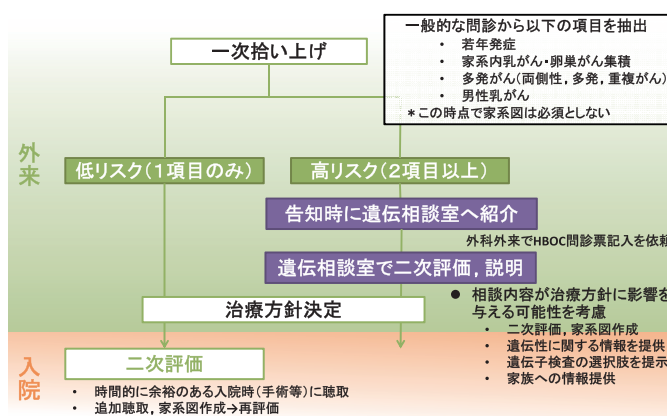 一次拾い上げ
一般的な問診から以下の項目を抽出
・ 若年発症
・ 家系内乳がん・卵巣がん集積
・ 多発がん(両側性，多発，重複がん)
・ 男性乳がん
＊この時点で家系図は必須としない
外来
低リスク(1項目のみ)
高リスク(2項目以上)
告知時に遺伝相談室へ紹介
外科外来でHBOC問診票記入を依頼
遺伝相談室で二次評価，説明
治療方針決定
● 相談内容が治療方針に影響を
与える可能性を考慮
・ 二次評価，家系図作成
・ 遺伝性に関する情報を提供
・ 遺伝子検査の選択肢を提示
・ 家族への情報提供
入院
二次評価
・ 時間的に余裕のある入院時(手術等)に聴取
・ 追加聴取，家系図作成→再評価